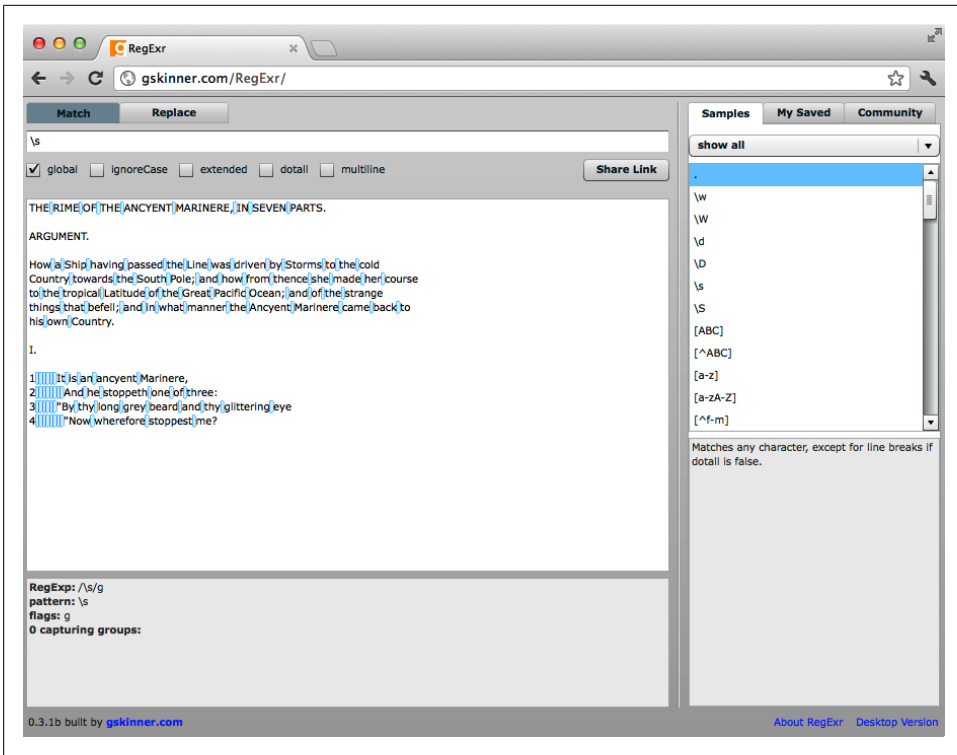 RegExr
gskinner.com/RegExr/
Match Replace
\s
global ignoreCase extended dotall multiline Share Link
THE RIME OF THE ANCYENT MARINERE, IN SEVEN PARTS.
ARGUMENT.
How a Ship having passed the Line was driven by Storms to the cold
Country towards the South Pole; and how from thence she made her course
to the tropical Latitude of the Great Pacific Ocean; and of the strange
things that befell; and in what manner the Ancyent Marinere came back to
his own Country.
I.
1 It is an ancyent Marinere,
2 And he stoppeth one of three:
3 "By thy long grey beard and thy glittering eye
4 "Now wherefore stoppest me?
RegExp: /\s/g
pattern: \s
flags: g
0 capturing groups:
Samples My Saved Community
show all
.
\w
\W
\d
\D
\s
\S
[ABC]
[^ABC]
[a-z]
[a-zA-Z]
[^f-m]
Matches any character, except for line breaks if
dotall is false.
0.3.1b built by gskinner.com
About RegExr Desktop Version